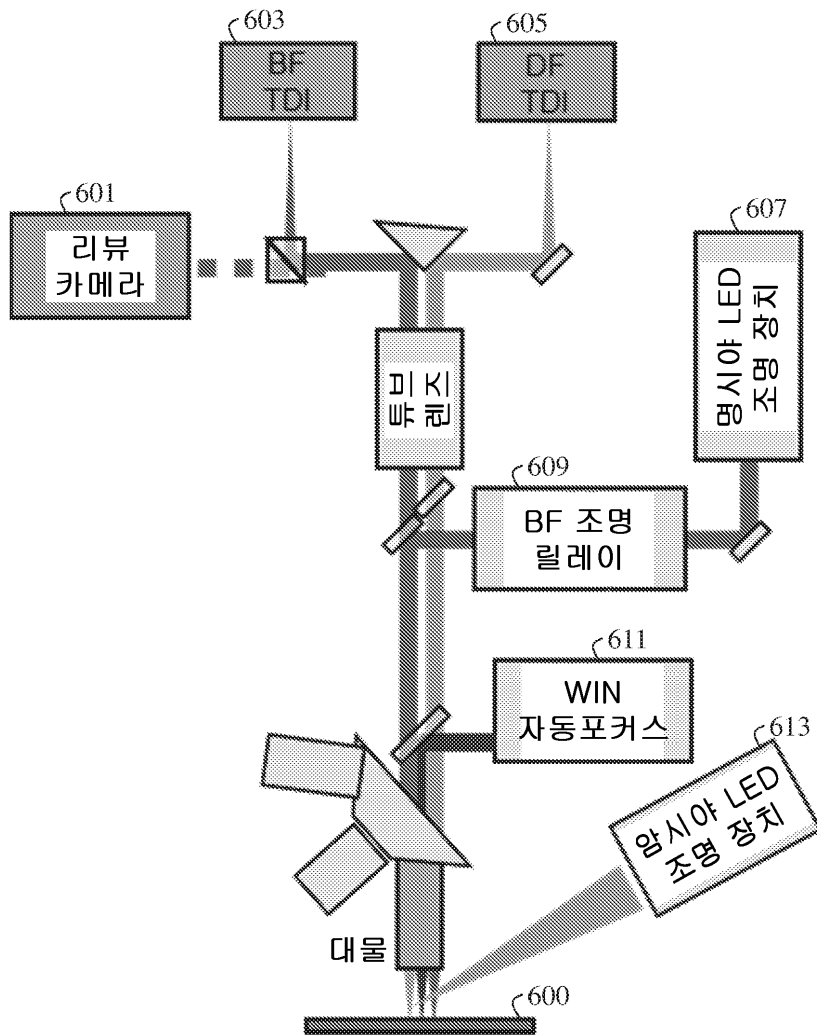 603
BF
TDI
605
DF
TDI
601
리뷰
카메라
607
명시야 LED
조명 장치
튜브
렌즈
609
BF 조명
릴레이
611
WIN
자동포커스
613
암시야 LED
조명 장치
대물
600